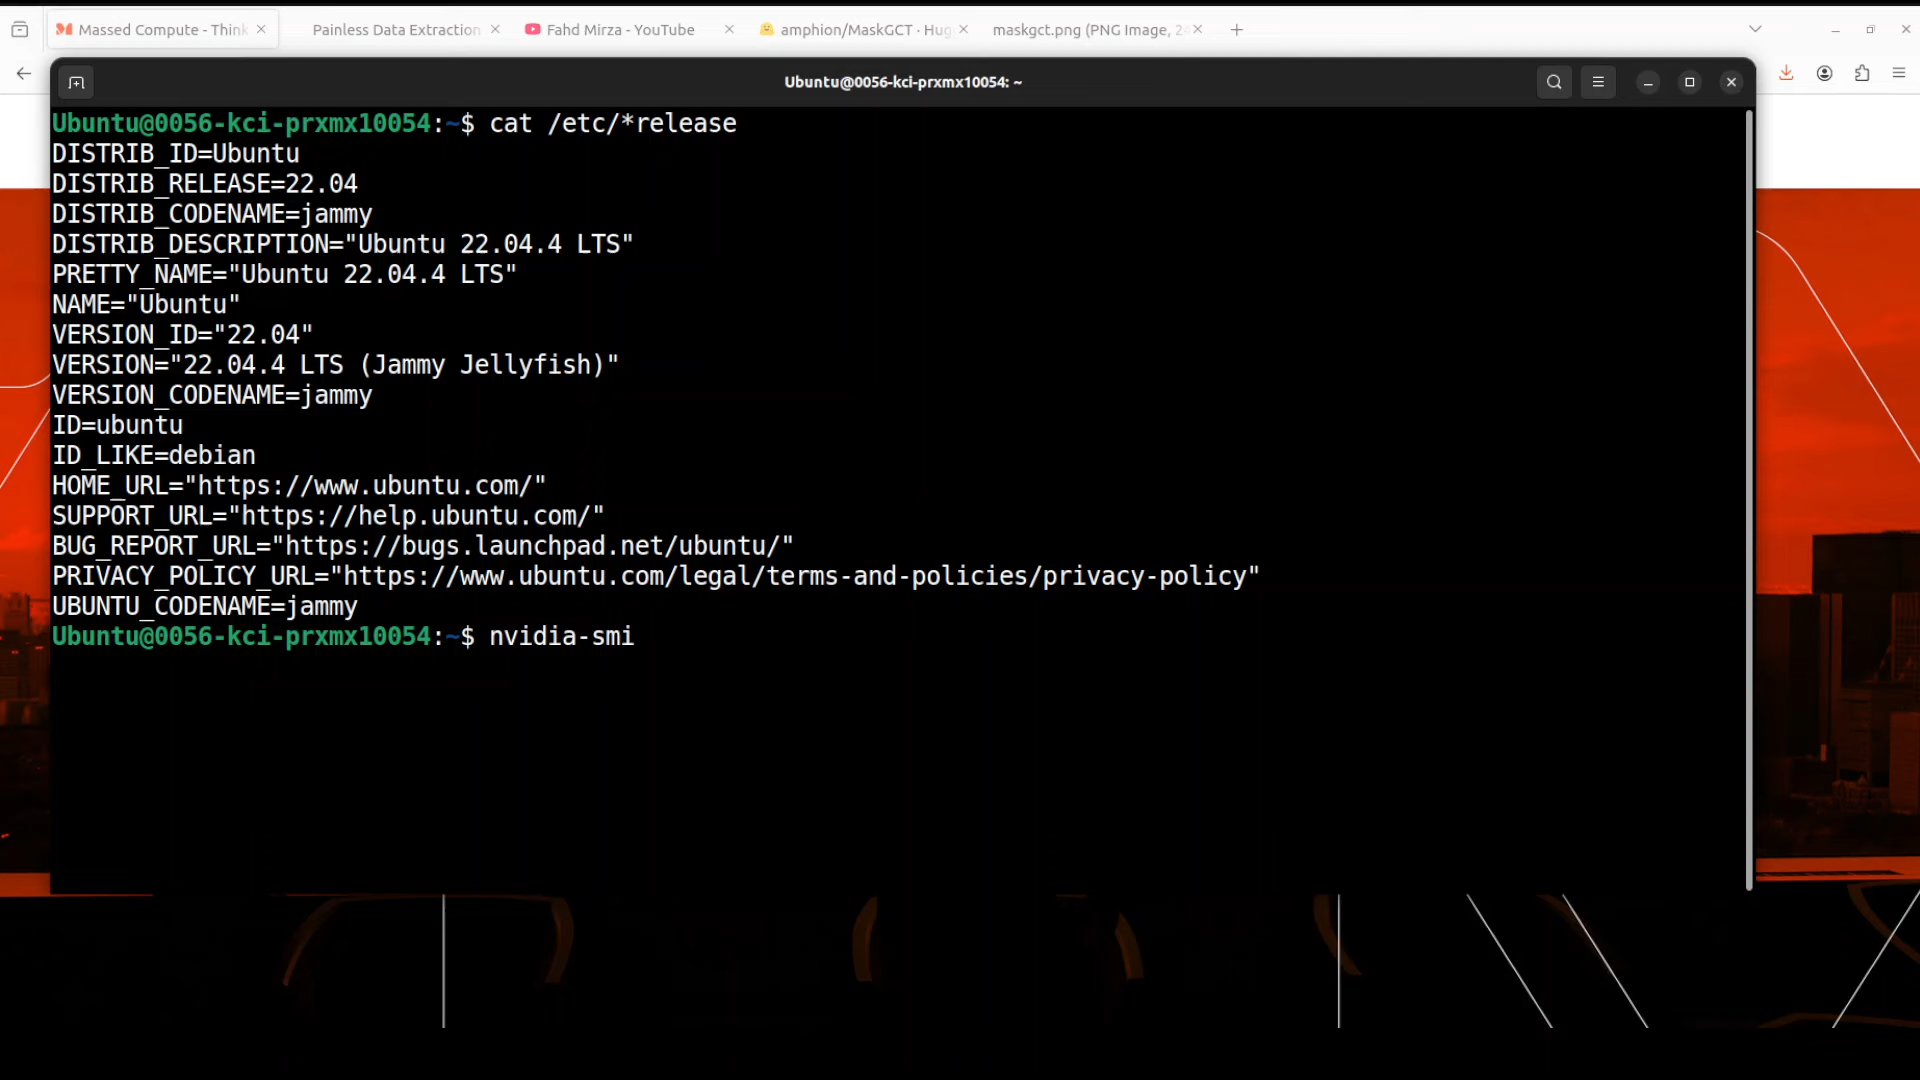 Massed Compute - Think
Painless Data Extraction
Fahd Mirza - YouTube
amphion/MaskGCT · Hug
maskgct.png (PNG Image, 2
Ubuntu@0056-kci-prxmx10054: ~
Ubuntu@0056-kci-prxmx10054:~$ cat /etc/*release
DISTRIB_ID=Ubuntu
DISTRIB_RELEASE=22.04
DISTRIB_CODENAME=jammy
DISTRIB_DESCRIPTION="Ubuntu 22.04.4 LTS"
PRETTY_NAME="Ubuntu 22.04.4 LTS"
NAME="Ubuntu"
VERSION_ID="22.04"
VERSION="22.04.4 LTS (Jammy Jellyfish)"
VERSION_CODENAME=jammy
ID=ubuntu
ID_LIKE=debian
HOME_URL="https://www.ubuntu.com/"
SUPPORT_URL="https://help.ubuntu.com/"
BUG_REPORT_URL="https://bugs.launchpad.net/ubuntu/"
PRIVACY_POLICY_URL="https://www.ubuntu.com/legal/terms-and-policies/privacy-policy"
UBUNTU_CODENAME=jammy
Ubuntu@0056-kci-prxmx10054:~$ nvidia-smi